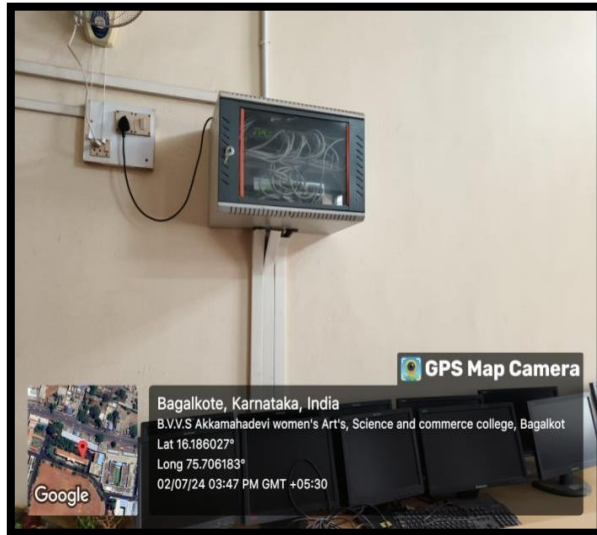 GPS Map Camera
Bagalkote, Karnataka, India
B.V.V.S Akkamahadevi women's Art's, Science and commerce college, Bagalkot
Lat 16.186027°
Long 75.706183°
02/07/24 03:47 PM GMT +05:30
Google